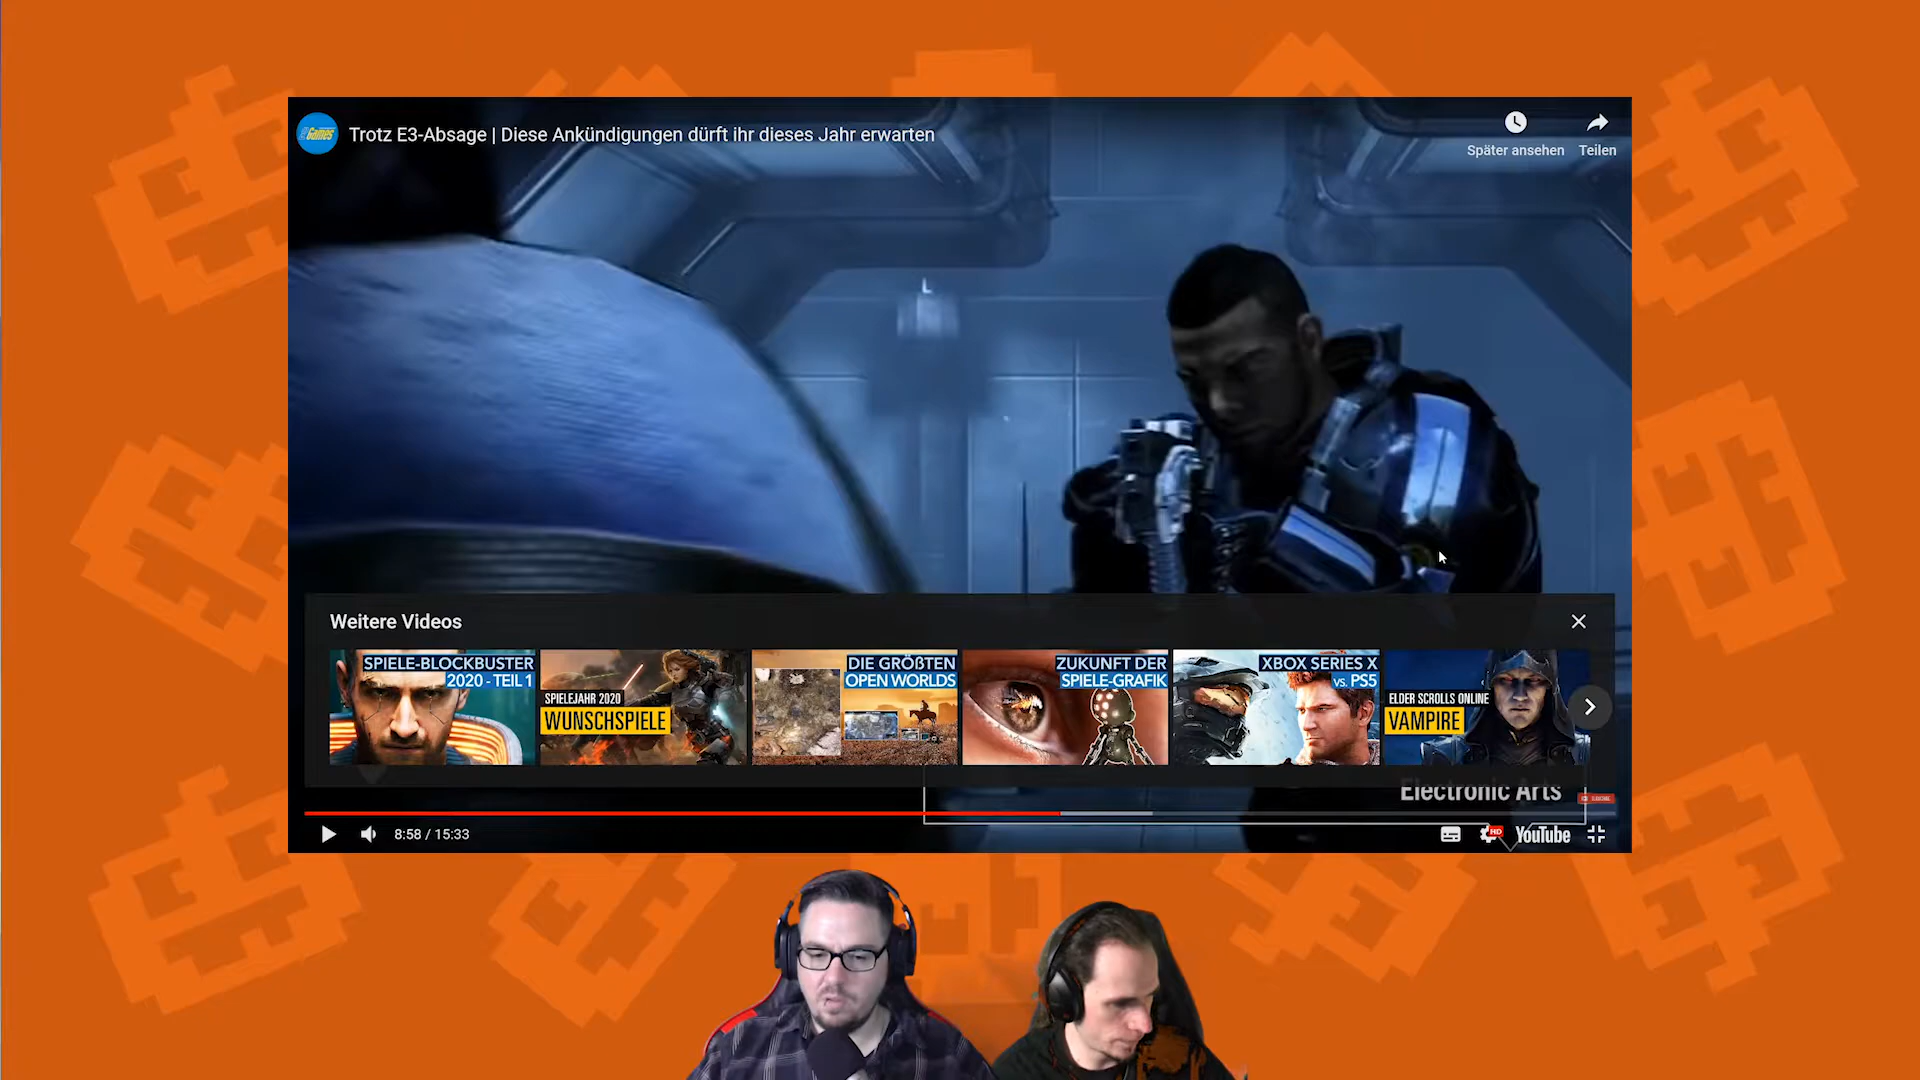 Games
Trotz E3-Absage | Diese Ankündigungen dürft ihr dieses Jahr erwarten
Später ansehen
Teilen
Weitere Videos
SPIELE-BLOCKBUSTER
2020 - TEIL 1
SPIELEJAHR 2020
WUNSCHSPIELE
DIE GRÖßTEN
OPEN WORLDS
ZUKUNFT DER
SPIELE-GRAFIK
XBOX SERIES X
vs. PS5
ELDER SCROLLS ONLINE
VAMPIRE
Electronic Arts
8:58 / 15:33
HD
YouTube